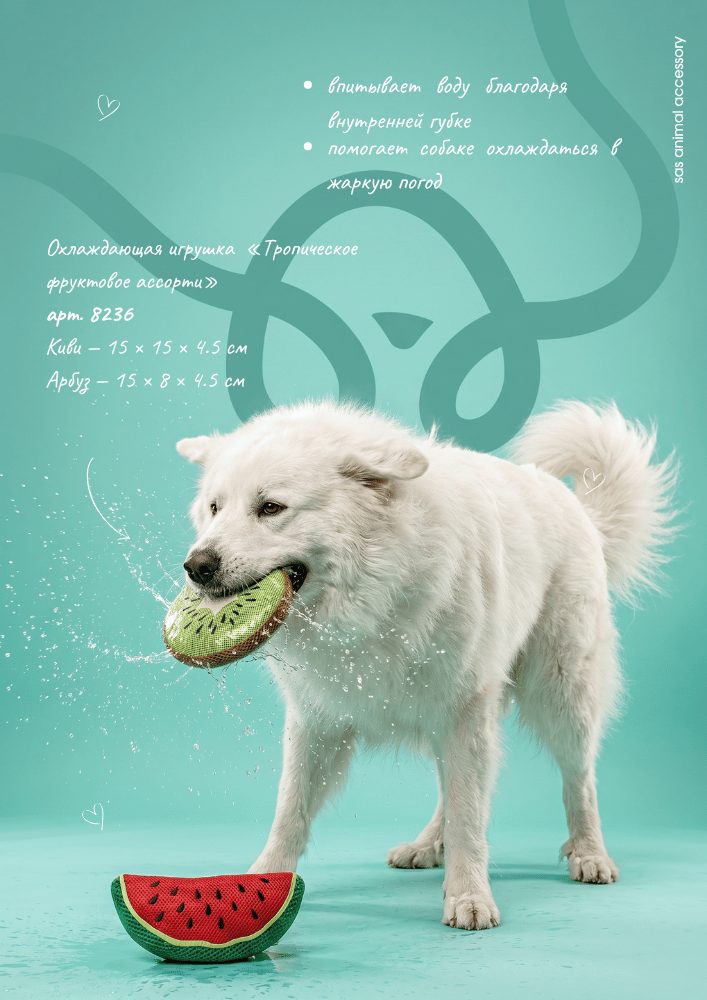 sas animal accessory
• впитывает воду благодаря
внутренней губке
• помогает собаке охлаждаться в
жаркую погод
Охлаждающая игрушка «Тропическое
фруктовое ассорти»
арт. 8236
Киви – 15 × 15 × 4.5 см
Арбуз – 15 × 8 × 4.5 см